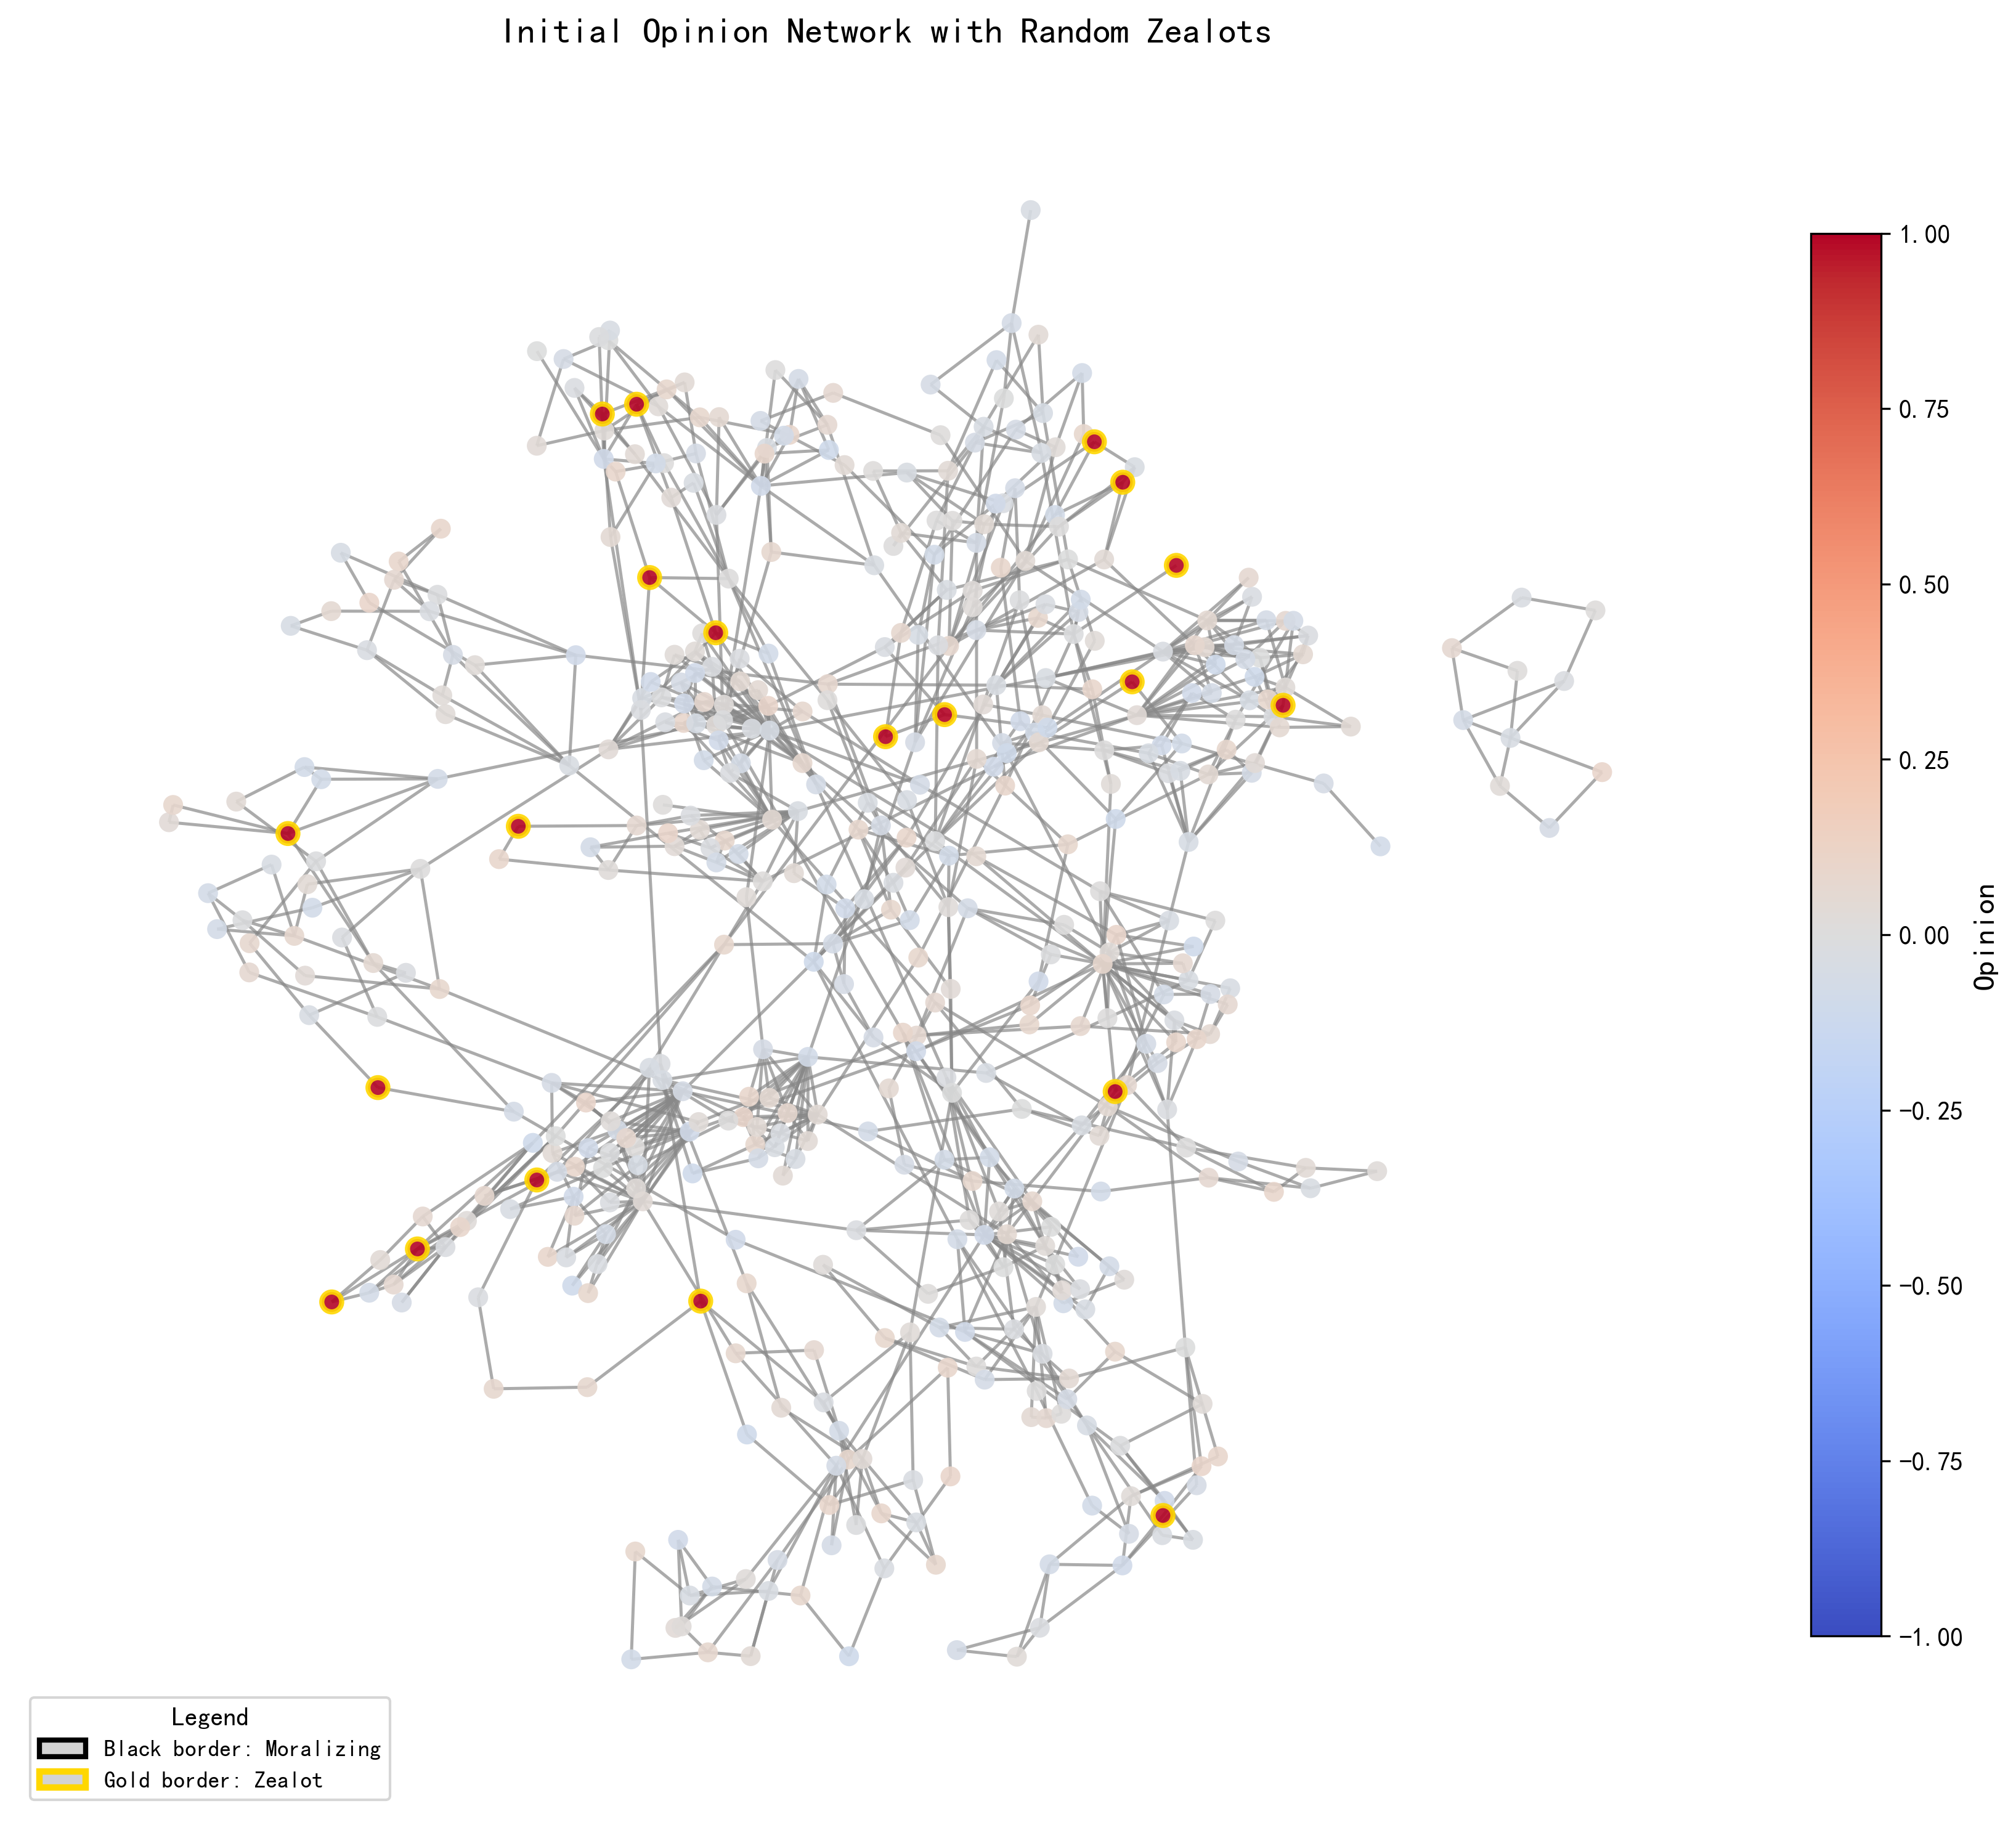 Initial Opinion Network with Random Zealots
1.00
0.75
0.50
0.25
0.00
−0.25
−0.50
−0.75
−1.00
Opinion
Legend
Black border: Moralizing
Gold border: Zealot